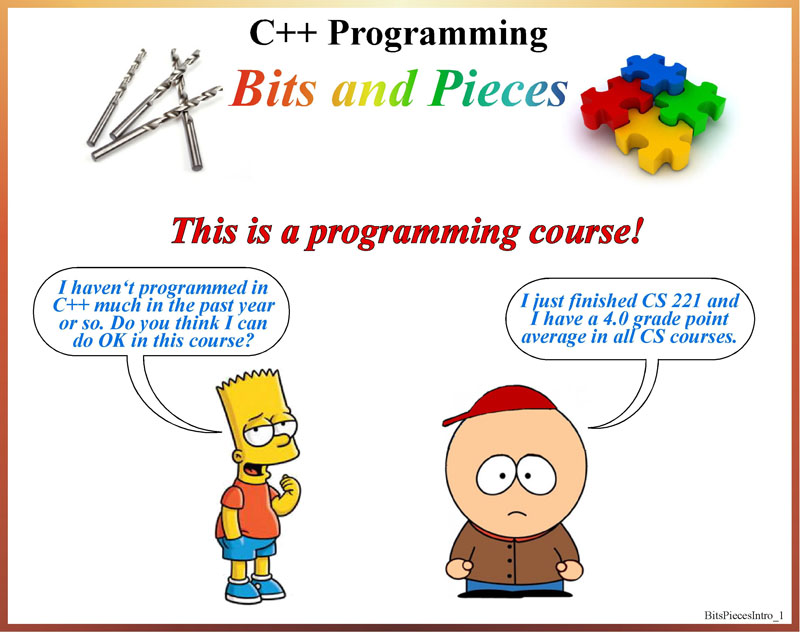 C++ Programming
Bits and Pieces
This is a programming course!
I haven‘t programmed in
C++ much in the past year
or so. Do you think I can
do OK in this course?
I just finished CS 221 and
I have a 4.0 grade point
average in all CS courses.
BitsPiecesIntro_1